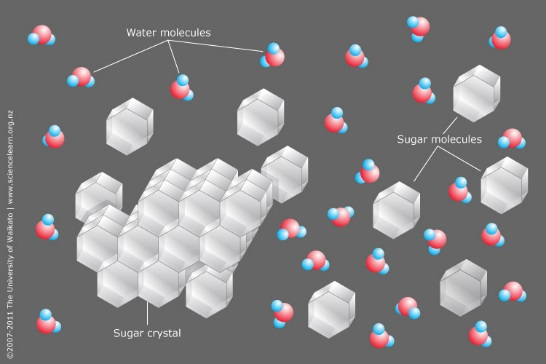 Water molecules
Sugar molecules
Sugar crystal
©2007-2011 The University of Waikato | www.sciencelearn.org.nz